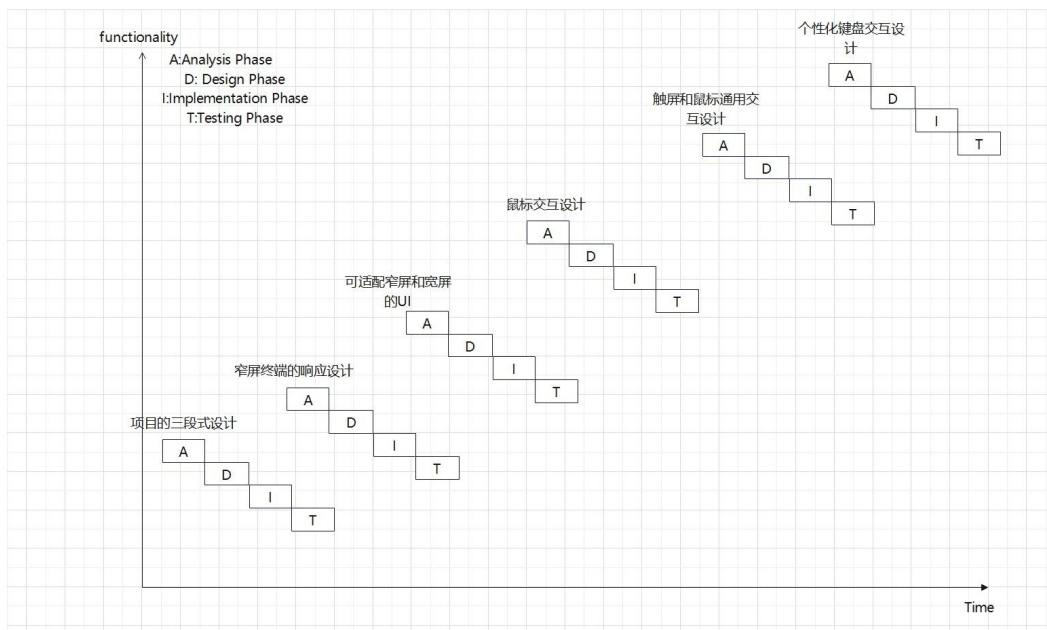 functionality
A:Analysis Phase
D: Design Phase
I:Implementation Phase
T:Testing Phase
个性化键盘交互设
计
A
D
I
T
触屏和鼠标通用交
互设计
A
D
I
T
鼠标交互设计
A
D
I
T
可适配窄屏和宽屏
的UI
A
D
I
T
窄屏终端的响应设计
A
D
I
T
项目的三段式设计
A
D
I
T
Time